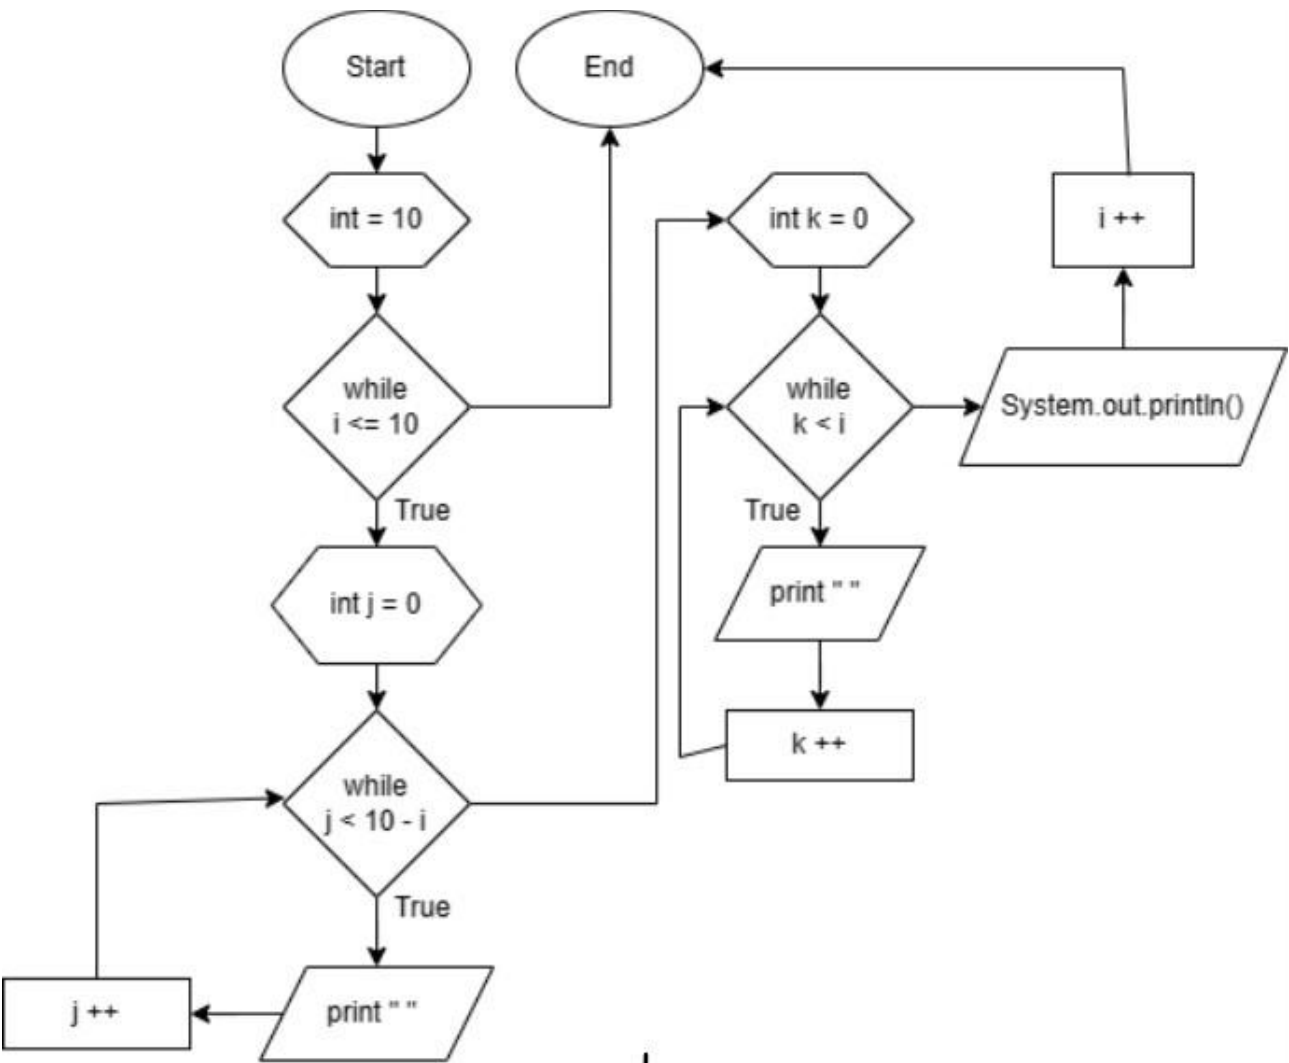 Start
End
int = 10
int k = 0
i ++
while
i <= 10
while
k < i
System.out.println()
True
True
int j = 0
print " "
k ++
while
j < 10 - i
True
j ++
print " "